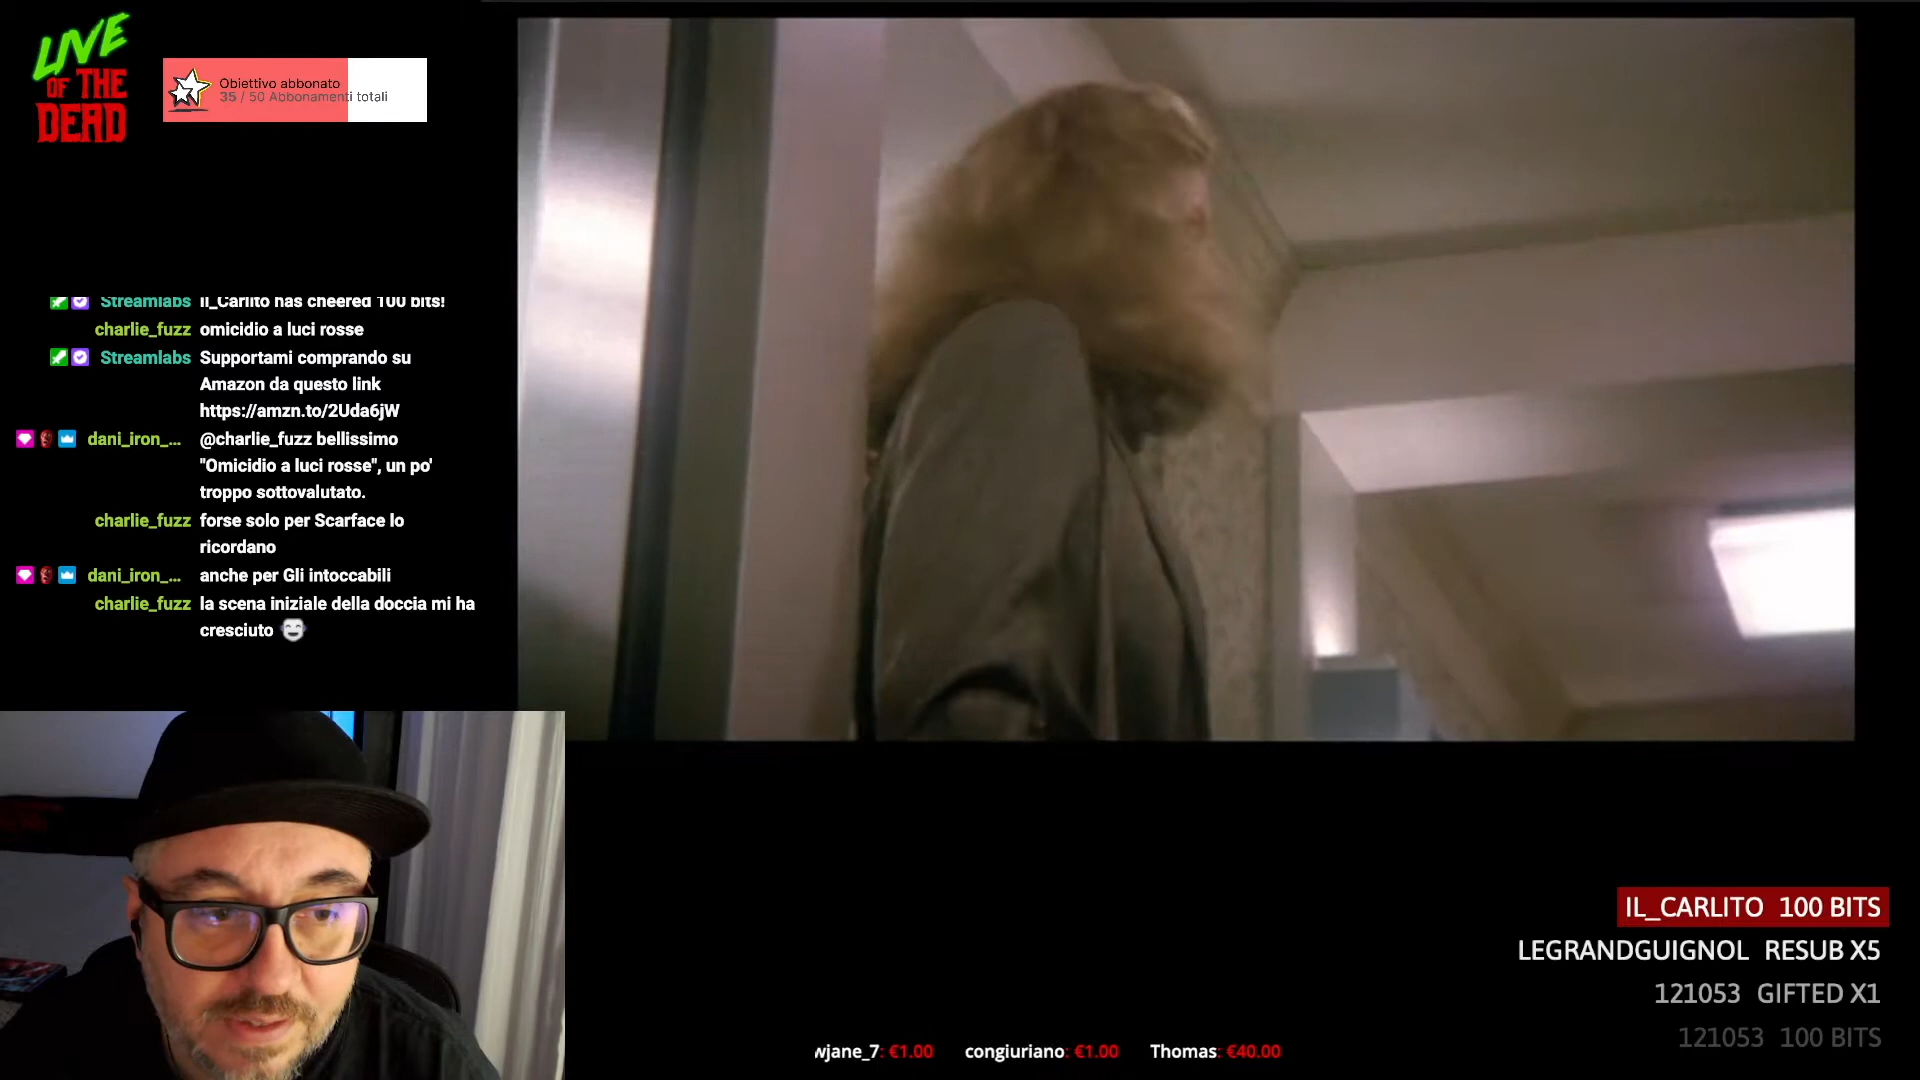 LIVE
OF THE
DEAD
Obiettivo abbonato
35 / 50 Abbonamenti totali
Streamlabs il_Carlito has cheered 100 bits!
charlie_fuzz omicidio a luci rosse
Streamlabs Supportami comprando su
Amazon da questo link
https://amzn.to/2Uda6jW
dani_iron_... @charlie_fuzz bellissimo
"Omicidio a luci rosse", un po'
troppo sottovalutato.
charlie_fuzz forse solo per Scarface lo
ricordano
dani_iron_... anche per Gli intoccabili
charlie_fuzz la scena iniziale della doccia mi ha
cresciuto
IL_CARLITO 100 BITS
LEGRANDGUIGNOL RESUB X5
121053 GIFTED X1
121053 100 BITS
wjane_7: €1.00 congiuriano: €1.00 Thomas: €40.00